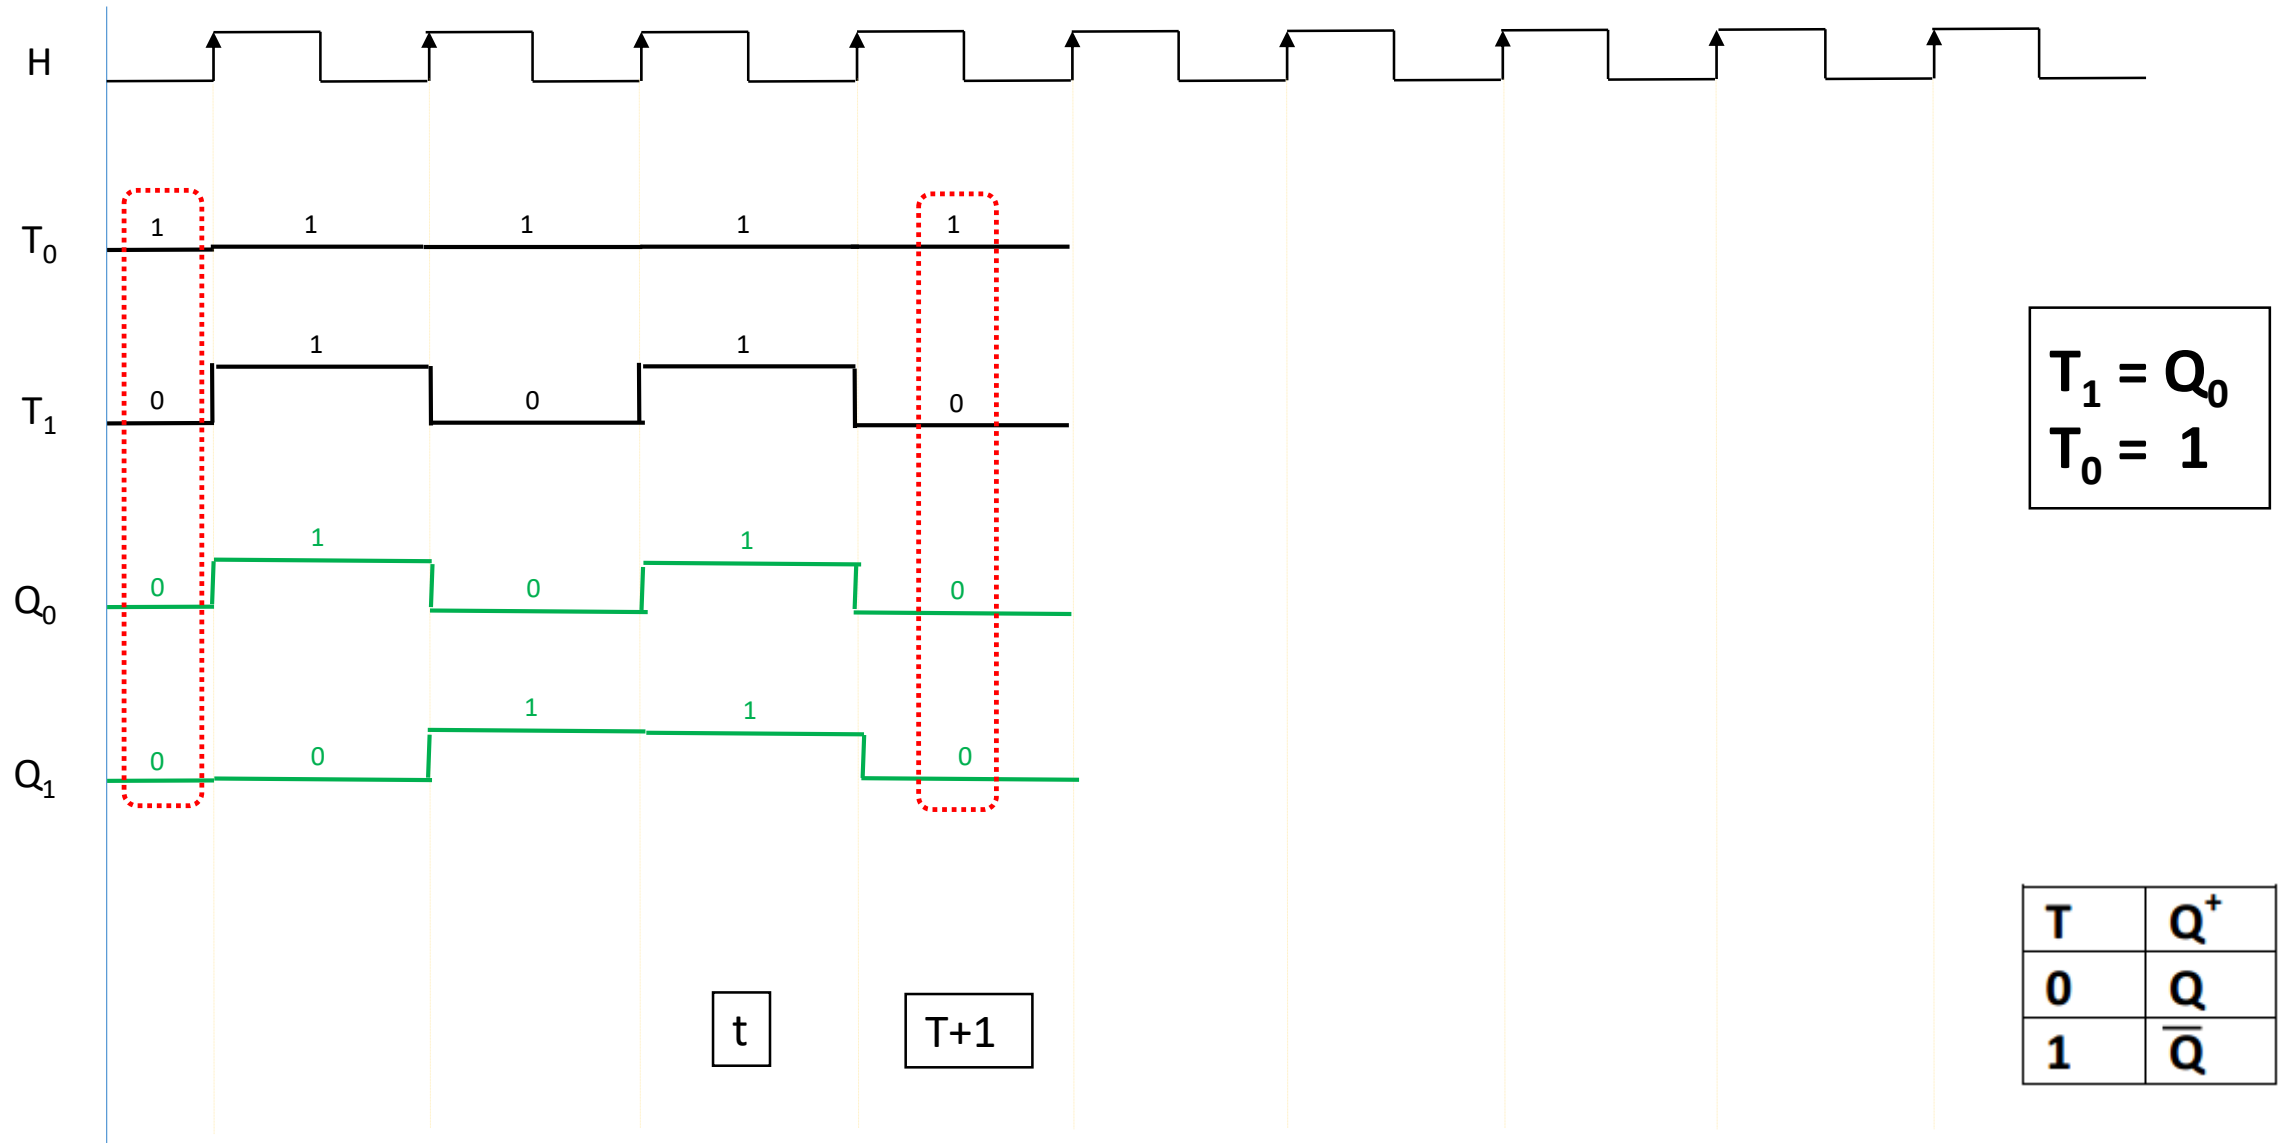 H
T₀ 1 1 1 1 1
T₁ 0 1 0 1 0
Q₀ 0 1 0 1 0
Q₁ 0 0 1 1 0
T₁ = Q₀
T₀ = 1
t T+1
T Q⁺
0 Q
1 Q̅